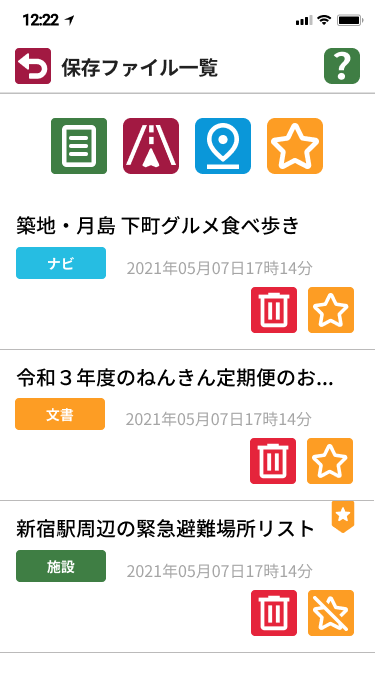 12:22
保存ファイル一覧
?
築地・月島 下町グルメ食べ歩き
ナビ
2021年05月07日17時14分
令和３年度のねんきん定期便のお...
文書
2021年05月07日17時14分
新宿駅周辺の緊急避難場所リスト
施設
2021年05月07日17時14分